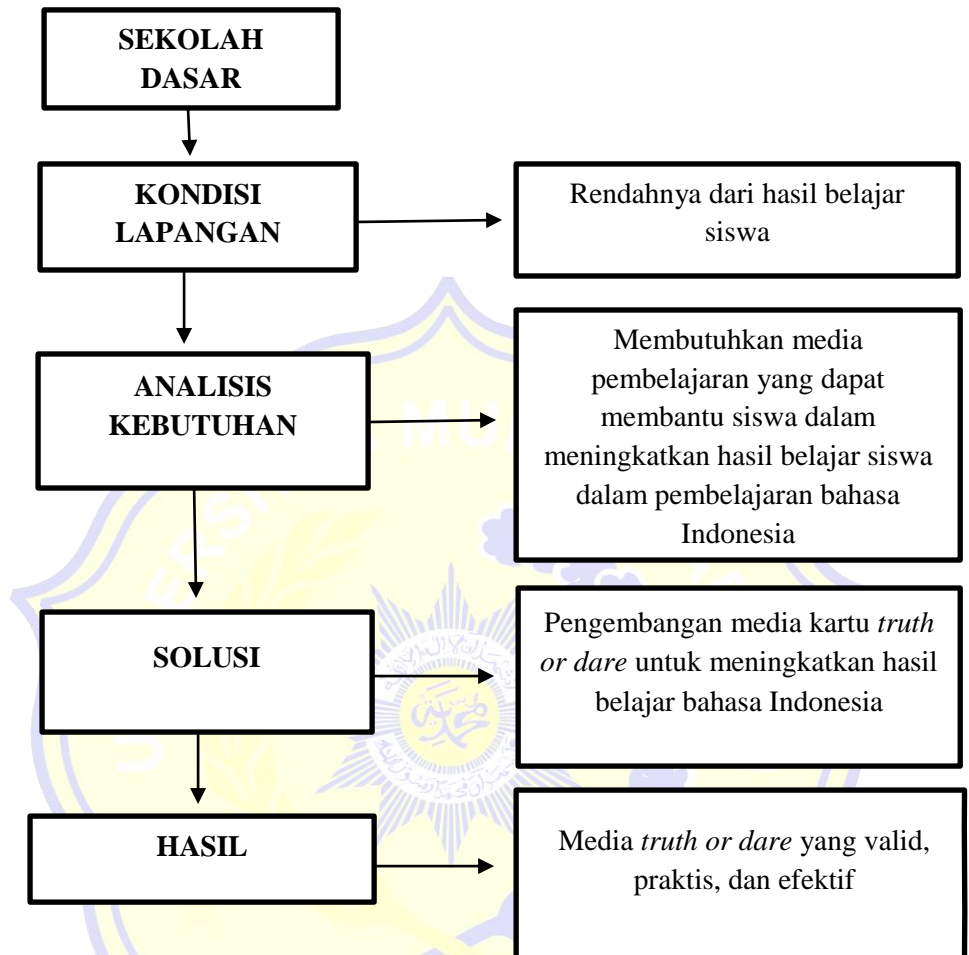 SEKOLAH
DASAR
KONDISI
LAPANGAN
Rendahnya dari hasil belajar
siswa
ANALISIS
KEBUTUHAN
Membutuhkan media
pembelajaran yang dapat
membantu siswa dalam
meningkatkan hasil belajar siswa
dalam pembelajaran bahasa
Indonesia
SOLUSI
Pengembangan media kartu truth
or dare untuk meningkatkan hasil
belajar bahasa Indonesia
HASIL
Media truth or dare yang valid,
praktis, dan efektif